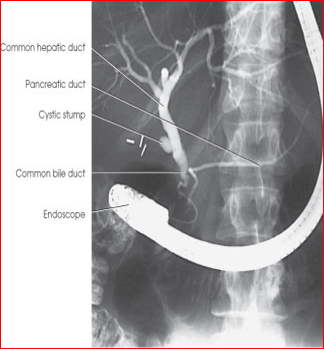 Common hepatic duct
Pancreatic duct
Cystic stump
Common bile duct
Endoscope